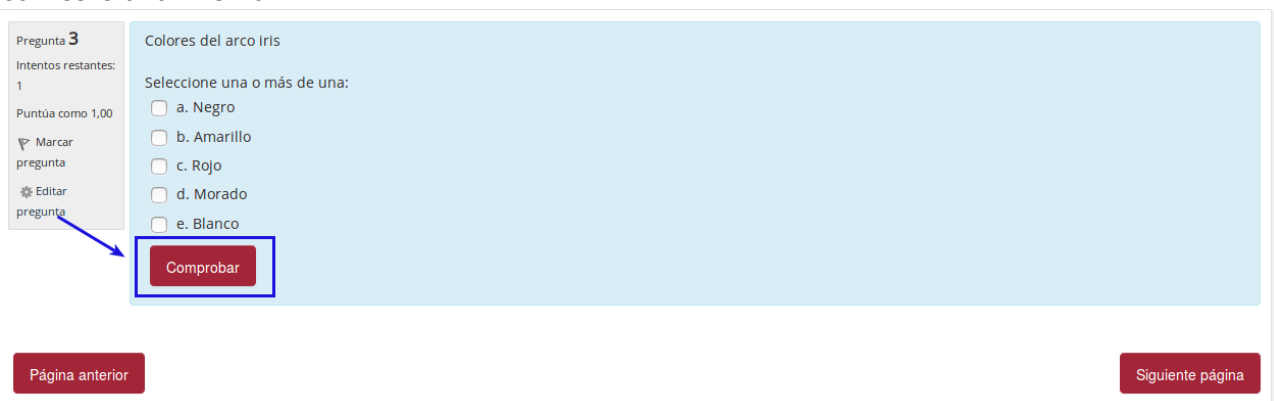 Pregunta 3
Intentos restantes:
1
Puntúa como 1,00
Marcar
pregunta
Editar
pregunta
Colores del arco iris
Seleccione una o más de una:
a. Negro
b. Amarillo
c. Rojo
d. Morado
e. Blanco
Comprobar
Página anterior
Siguiente página